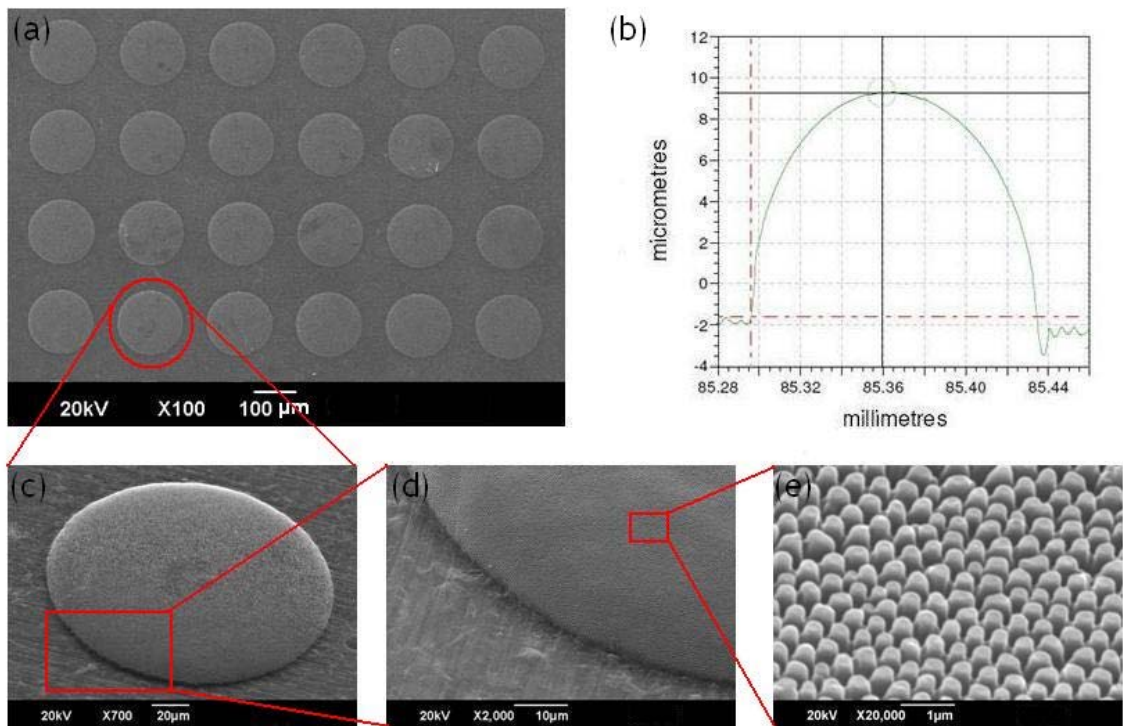 (a)
20kV X100 100 µm
(b)
12
10
8
6
4
2
0
-2
-4
micrometres
85.28 85.32 85.36 85.40 85.44
millimetres
(c)
20kV X700 20µm
(d)
20kV X2,000 10µm
(e)
20kV X20,000 1µm